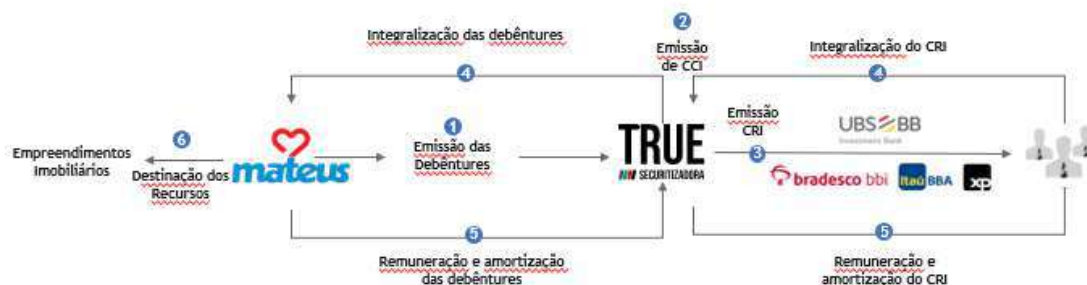 2
Integralização das debêntures
Emissão
de CCI
Integralização do CRI
4
4
Emissão
CRI
UBS BB
Investment Bank
6
1
Empreendimentos
Imobiliários
Destinação dos
Recursos
mateus
Emissão das
Debêntures
TRUE
SECURITIZADORA
3
bradesco bbi
Itaú BBA
xp
5
5
Remuneração e amortização
das debêntures
Remuneração e
amortização do CRI